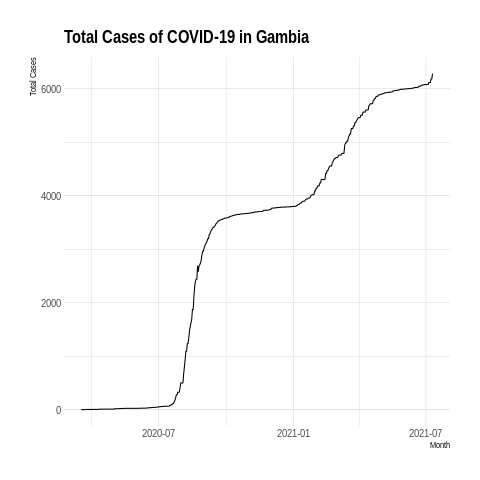 Total Cases of COVID-19 in Gambia
Total Cases
6000
4000
2000
0
2020-07
2021-01
2021-07
Month